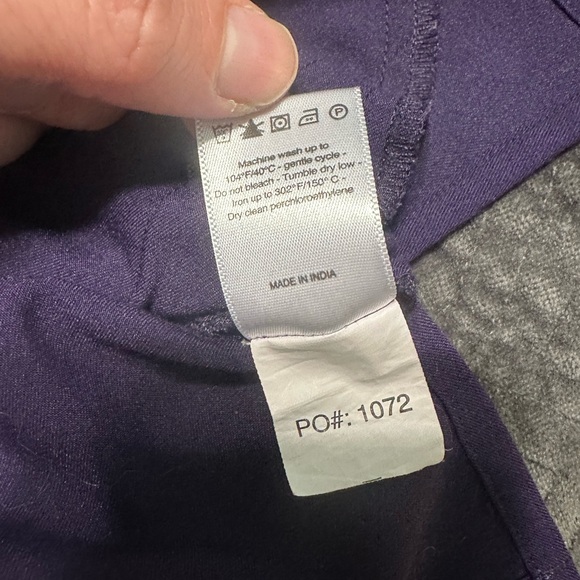 P
Machine wash up to
104°F/40°C - gentle cycle -
Do not bleach - Tumble dry low -
Iron up to 302°F/150°C /
Dry clean perchloroethylene
MADE IN INDIA
PO#: 1072